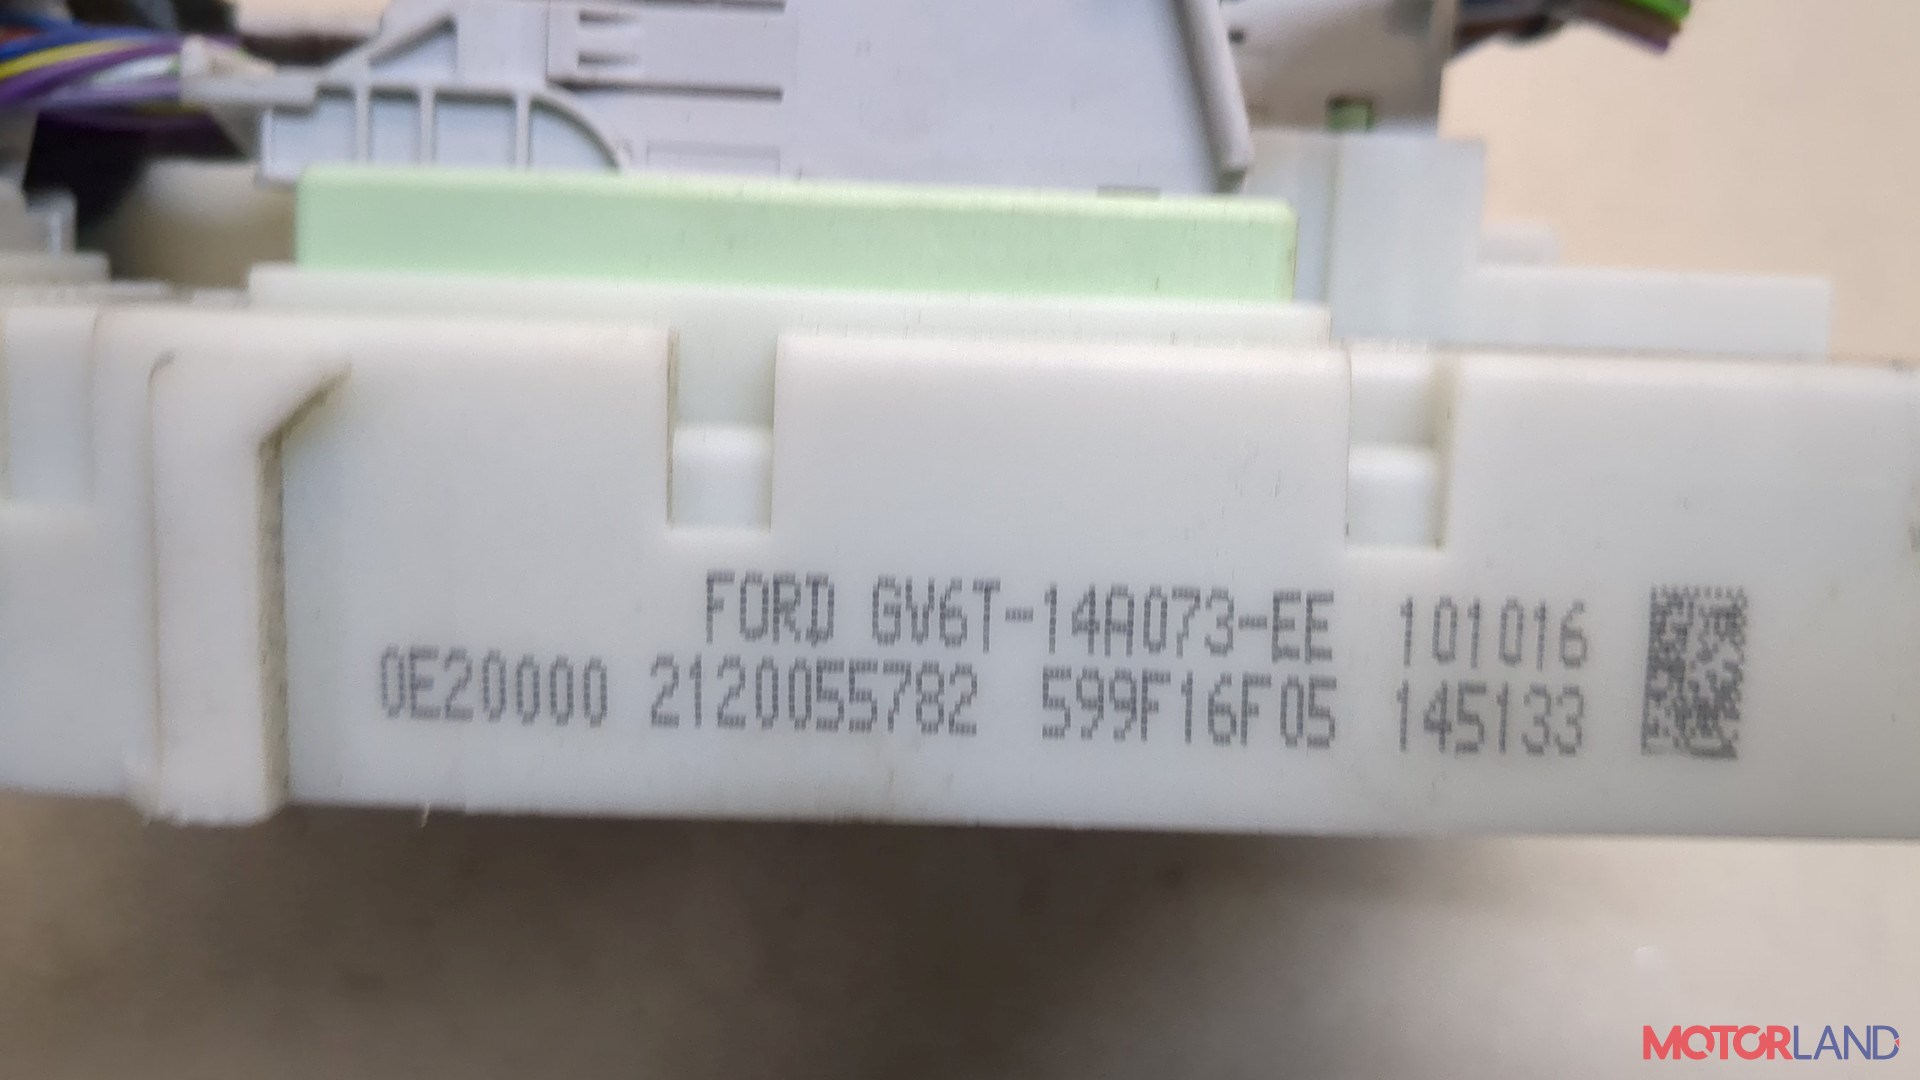 FORD GV6T-14A073-EE 101016
0E20000 2120055782 599F16F05 145133
MOTORLAND